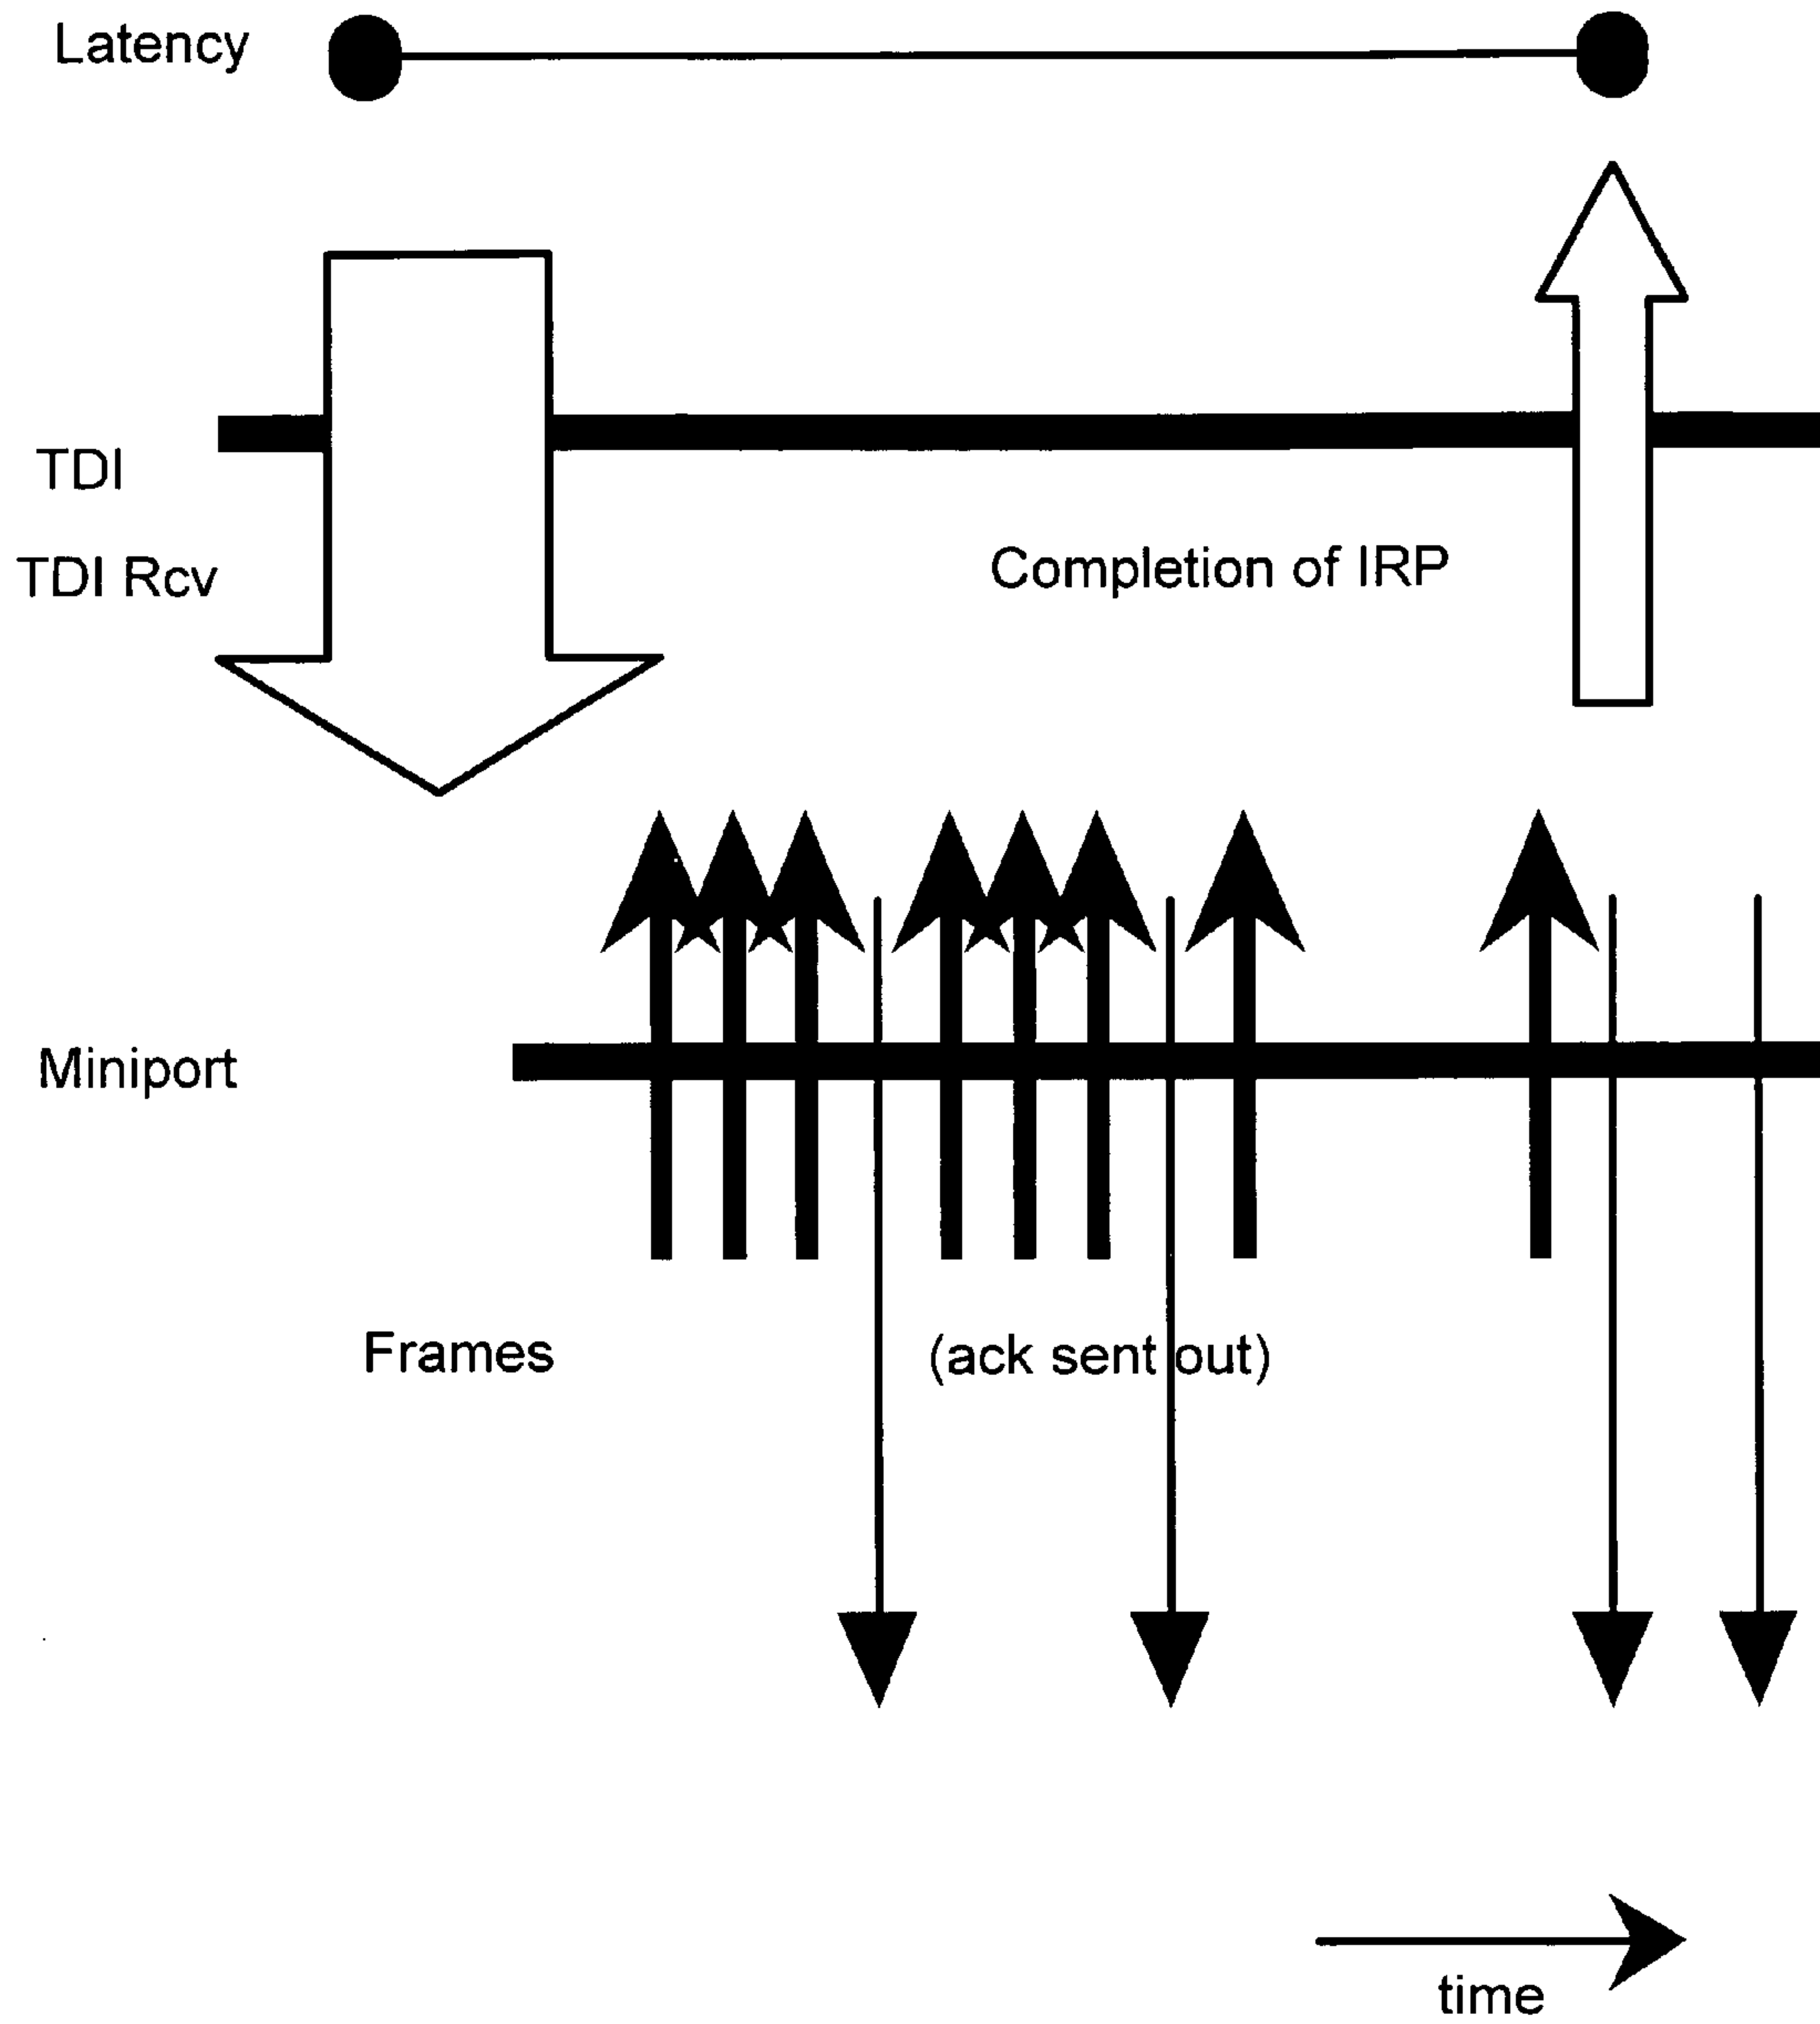 Latency
TDI
TDI Rcv
Completion of IRP
Miniport
Frames
(ack sent out)
time